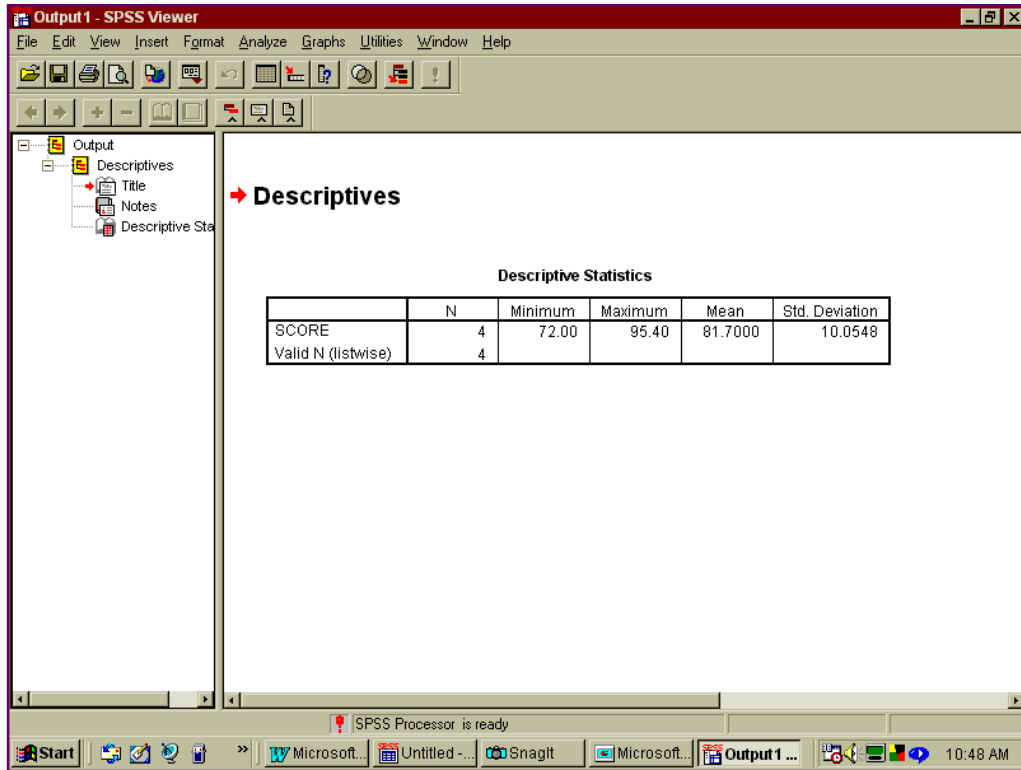 Output1 - SPSS Viewer
File Edit View Insert Format Analyze Graphs Utilities Window Help
Output
Descriptives
Title
Notes
Descriptive Sta
Descriptives
Descriptive Statistics
N Minimum Maximum Mean Std. Deviation
SCORE 4 72.00 95.40 81.7000 10.0548
Valid N (listwise) 4
SPSS Processor is ready
Start » Microsoft... Untitled -... SnagIt Microsoft... Output1 ... 10:48 AM